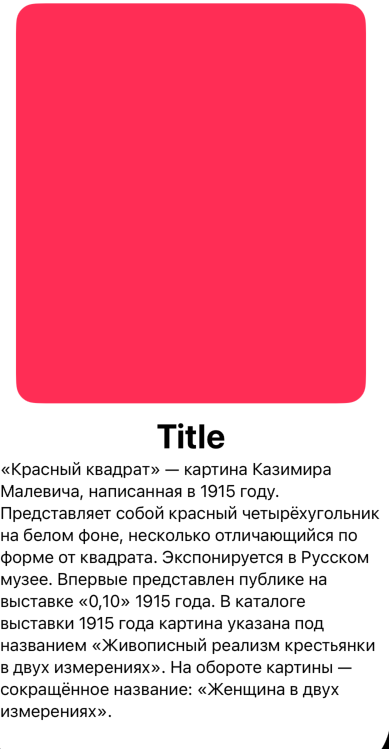 Title
«Красный квадрат» — картина Казимира
Малевича, написанная в 1915 году.
Представляет собой красный четырёхугольник
на белом фоне, несколько отличающийся по
форме от квадрата. Экспонируется в Русском
музее. Впервые представлен публике на
выставке «0,10» 1915 года. В каталоге
выставки 1915 года картина указана под
названием «Живописный реализм крестьянки
в двух измерениях». На обороте картины —
сокращённое название: «Женщина в двух
измерениях».